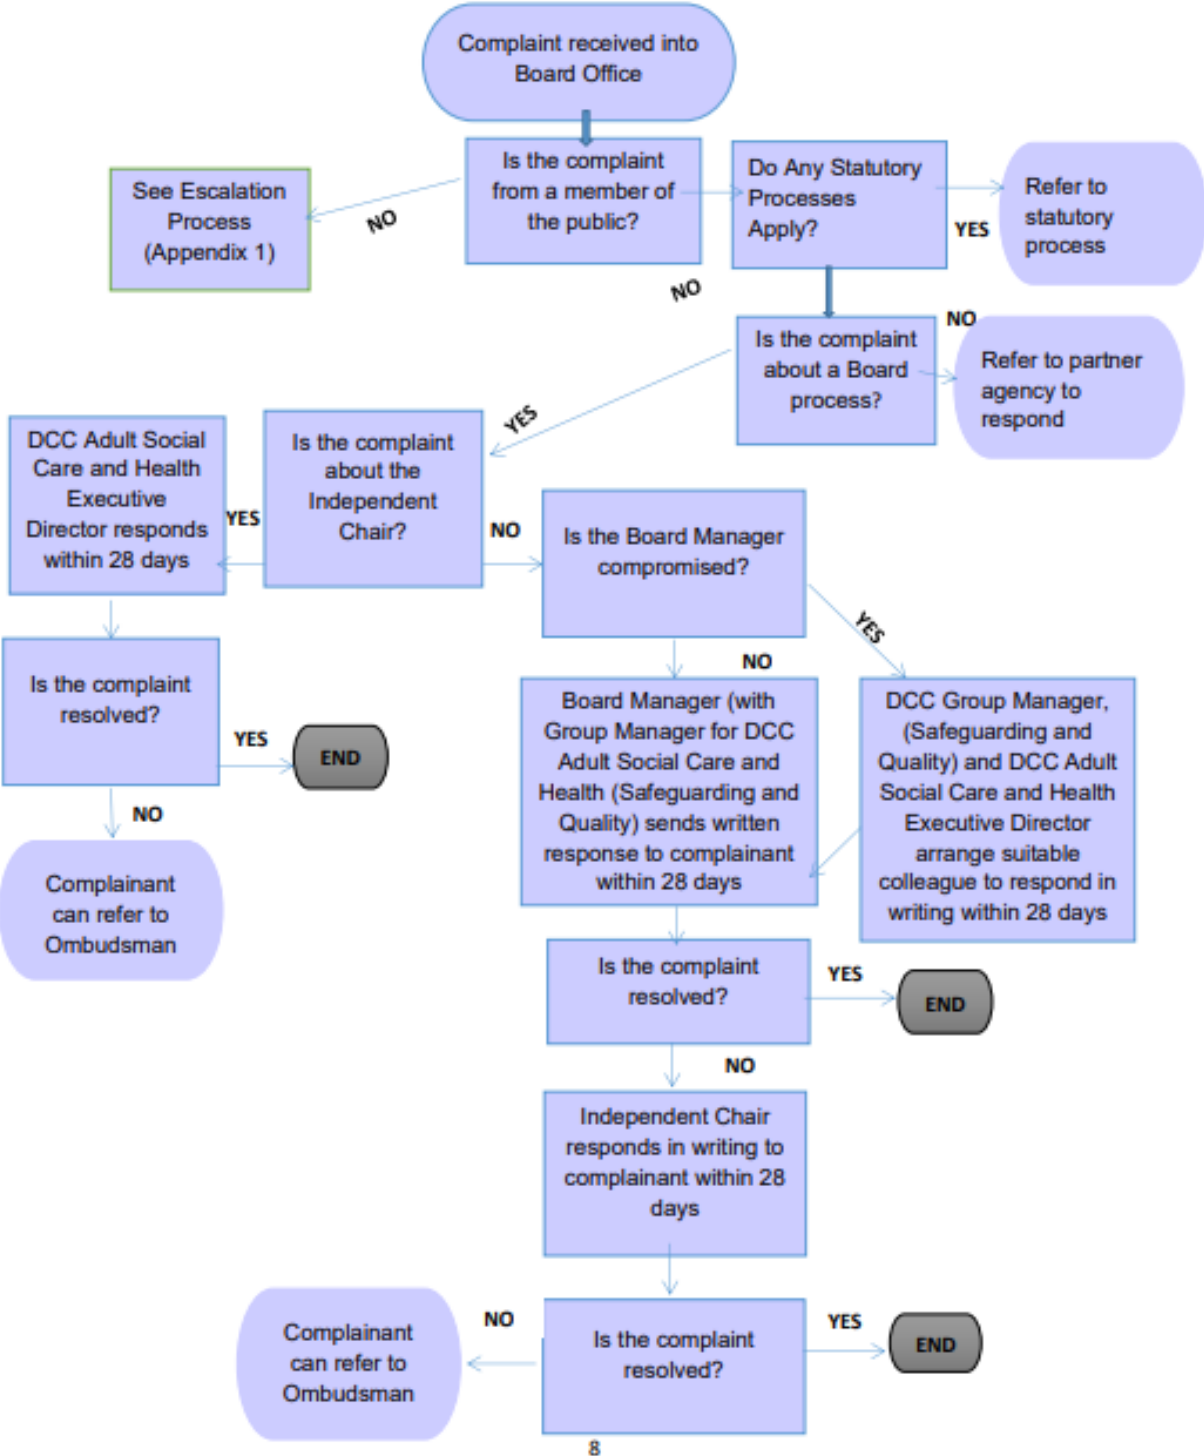 Complaint received into
Board Office
Is the complaint
from a member of
the public?
Do Any Statutory
Processes
Apply?
Refer to
statutory
process
YES
See Escalation
Process
(Appendix 1)
NO
NO
Is the complaint
about a Board
process?
NO
Refer to partner
agency to
respond
YES
DCC Adult Social
Care and Health
Executive
Director responds
within 28 days
YES
Is the complaint
about the
Independent
Chair?
NO
Is the Board Manager
compromised?
YES
NO
Is the complaint
resolved?
YES
END
NO
Complainant
can refer to
Ombudsman
Board Manager (with
Group Manager for DCC
Adult Social Care and
Health (Safeguarding and
Quality) sends written
response to complainant
within 28 days
DCC Group Manager,
(Safeguarding and
Quality) and DCC Adult
Social Care and Health
Executive Director
arrange suitable
colleague to respond in
writing within 28 days
Is the complaint
resolved?
YES
END
NO
Independent Chair
responds in writing to
complainant within 28
days
Is the complaint
resolved?
YES
END
NO
Complainant
can refer to
Ombudsman
8